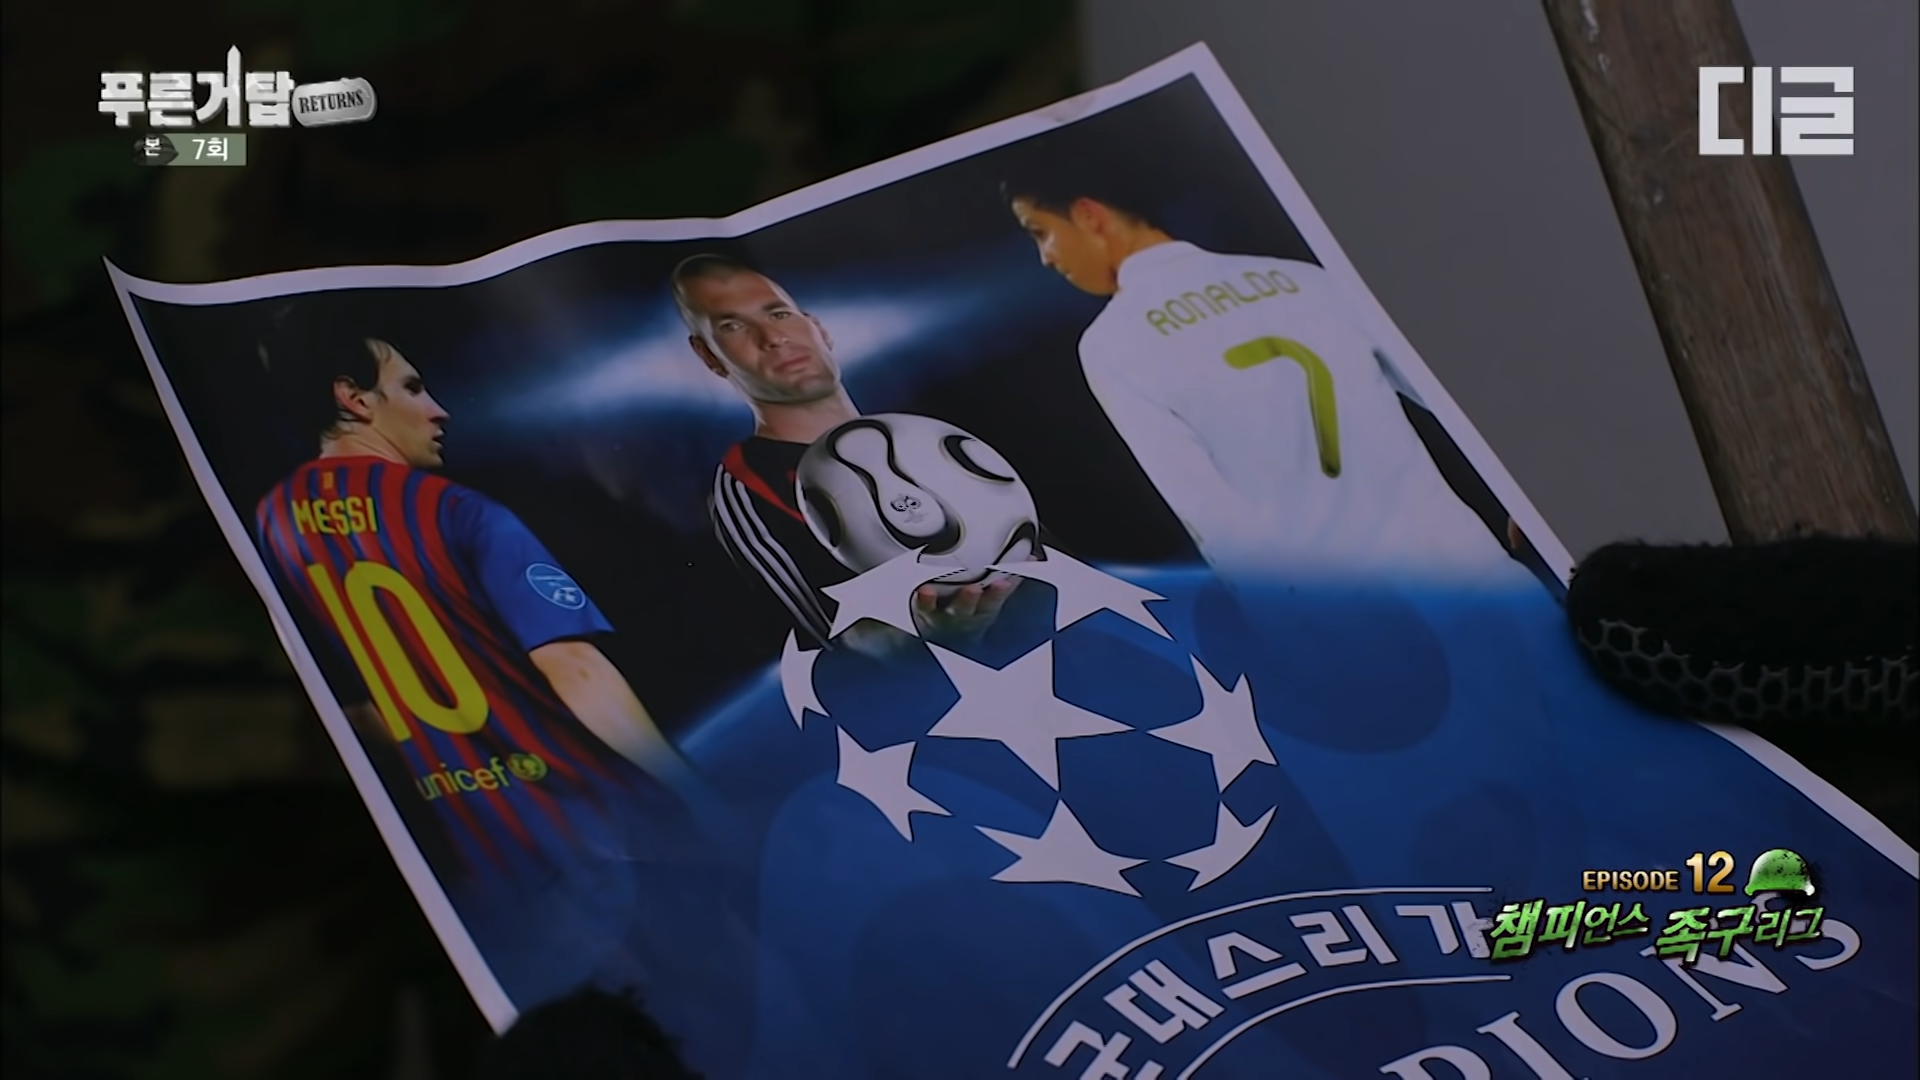 푸른거탑 RETURNS
본 7회
디글
RONALDO
7
MESSI
10
unicef
EPISODE 12
챔피언스 족구리그
군대스리가
PIONS